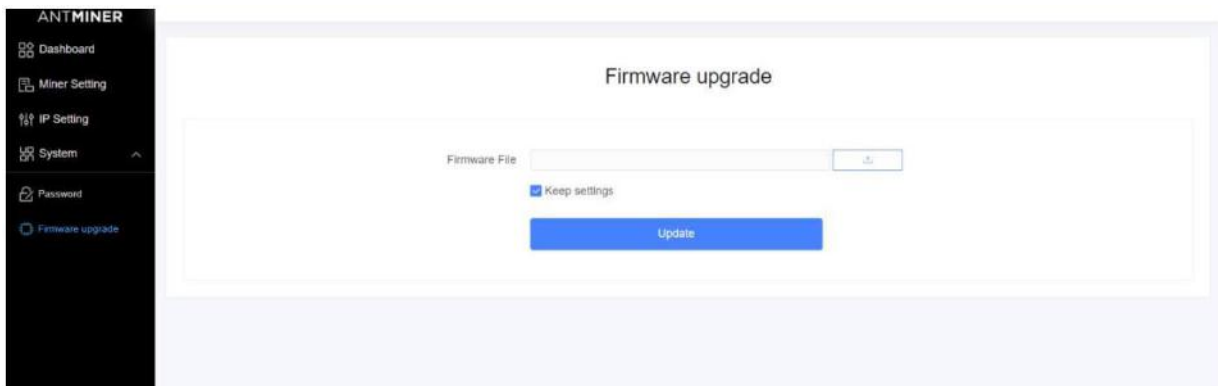 ANTMINER
Dashboard
Miner Setting
IP Setting
System
Password
Firmware upgrade
Firmware upgrade
Firmware File
Keep settings
Update